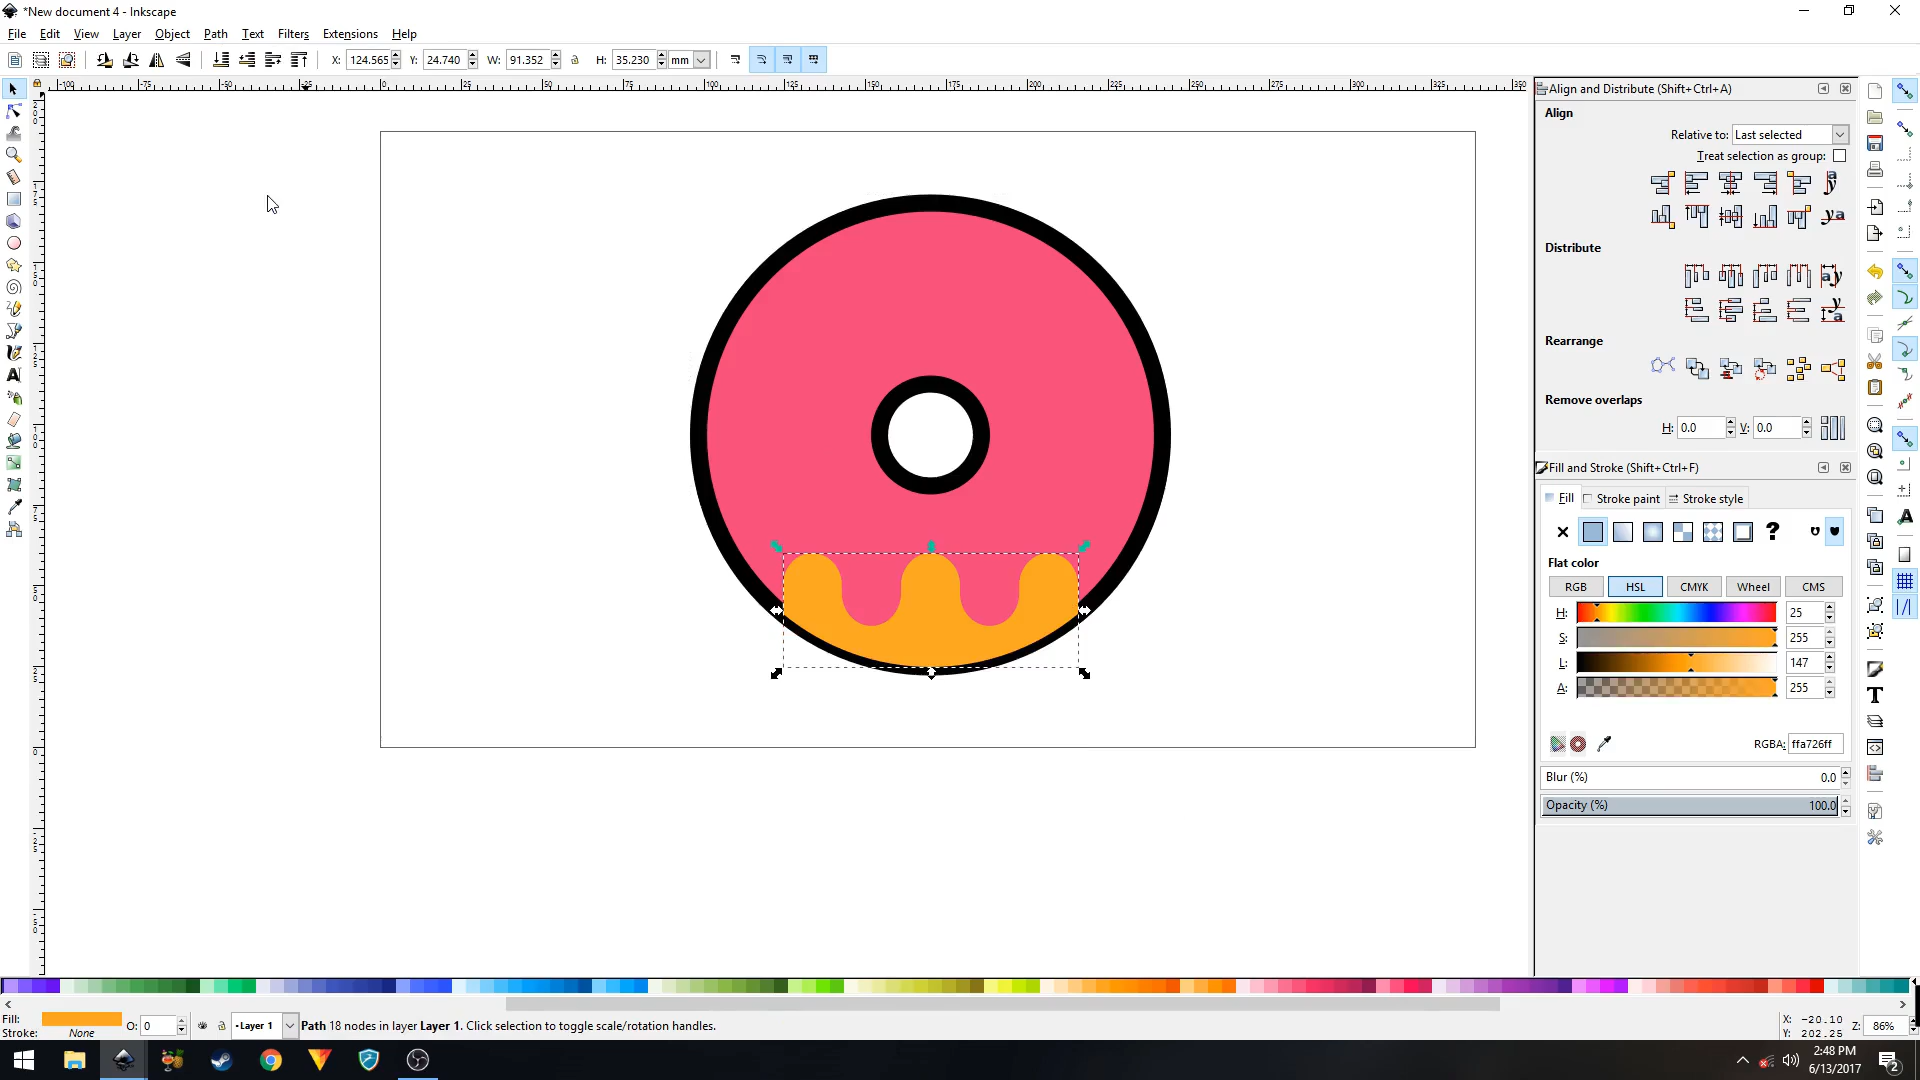 *New document 4 - Inkscape
File Edit View Layer Object Path Text Filters Extensions Help
X: 124.565 Y: 24.740 W: 91.352 H: 35.230 mm
Align and Distribute (Shift+Ctrl+A)
Align
Relative to: Last selected
Treat selection as group:
Distribute
Rearrange
Remove overlaps
H: 0.0 V: 0.0
Fill and Stroke (Shift+Ctrl+F)
Fill Stroke paint Stroke style
Flat color
RGB HSL CMYK Wheel CMS
H: 25
S: 255
L: 147
A: 255
RGBA: ffa726ff
Blur (%) 0.0
Opacity (%) 100.0
Fill:
Stroke: None
O: 0
Layer 1
Path 18 nodes in layer Layer 1. Click selection to toggle scale/rotation handles.
X: -20.10
Y: 202.25
Z: 86%
2:48 PM
6/13/2017
2